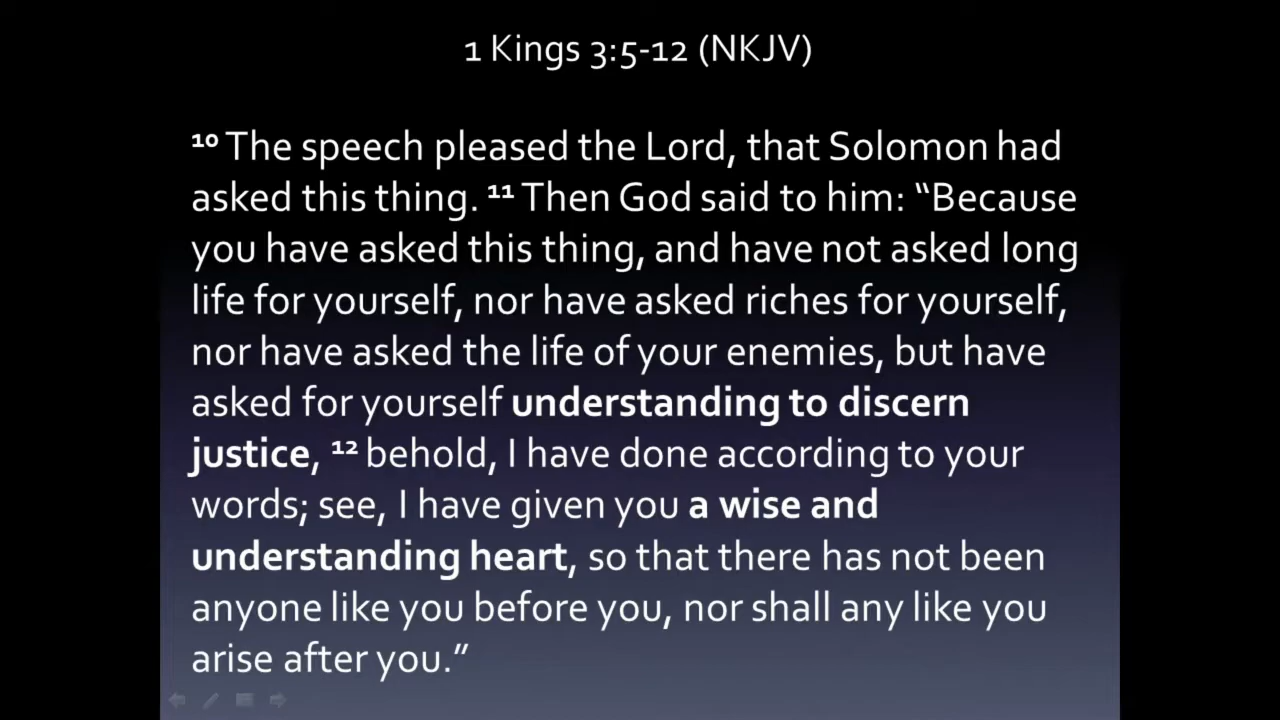 1 Kings 3:5-12 (NKJV)
10 The speech pleased the Lord, that Solomon had
asked this thing. 11 Then God said to him: “Because
you have asked this thing, and have not asked long
life for yourself, nor have asked riches for yourself,
nor have asked the life of your enemies, but have
asked for yourself understanding to discern
justice, 12 behold, I have done according to your
words; see, I have given you a wise and
understanding heart, so that there has not been
anyone like you before you, nor shall any like you
arise after you.”